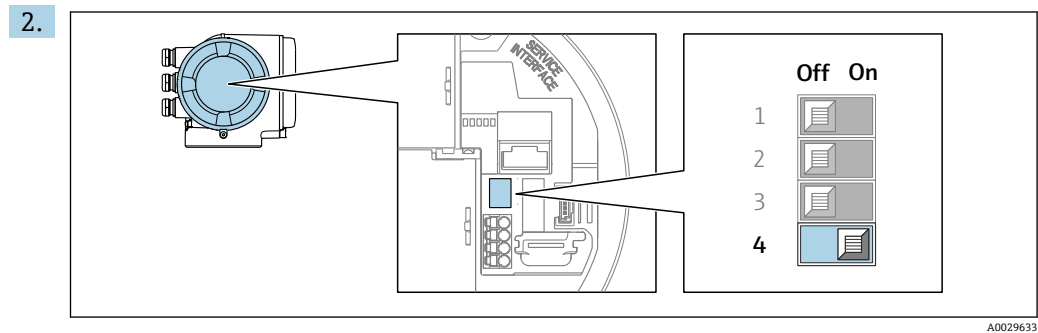 2.
SERVICE
INTERFACE
Off On
1
2
3
4
A0029633